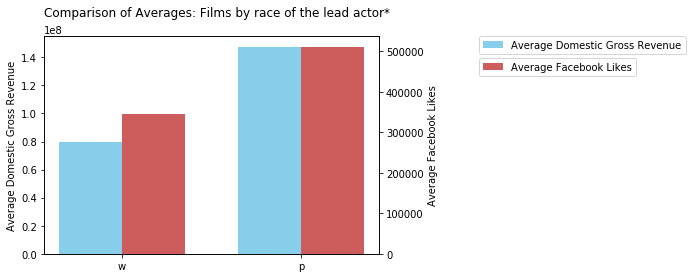 Comparison of Averages: Films by race of the lead actor*
1e8
1.4
1.2
1.0
0.8
0.6
0.4
0.2
0.0
Average Domestic Gross Revenue
w
p
500000
400000
300000
200000
100000
0
Average Facebook Likes
Average Domestic Gross Revenue
Average Facebook Likes